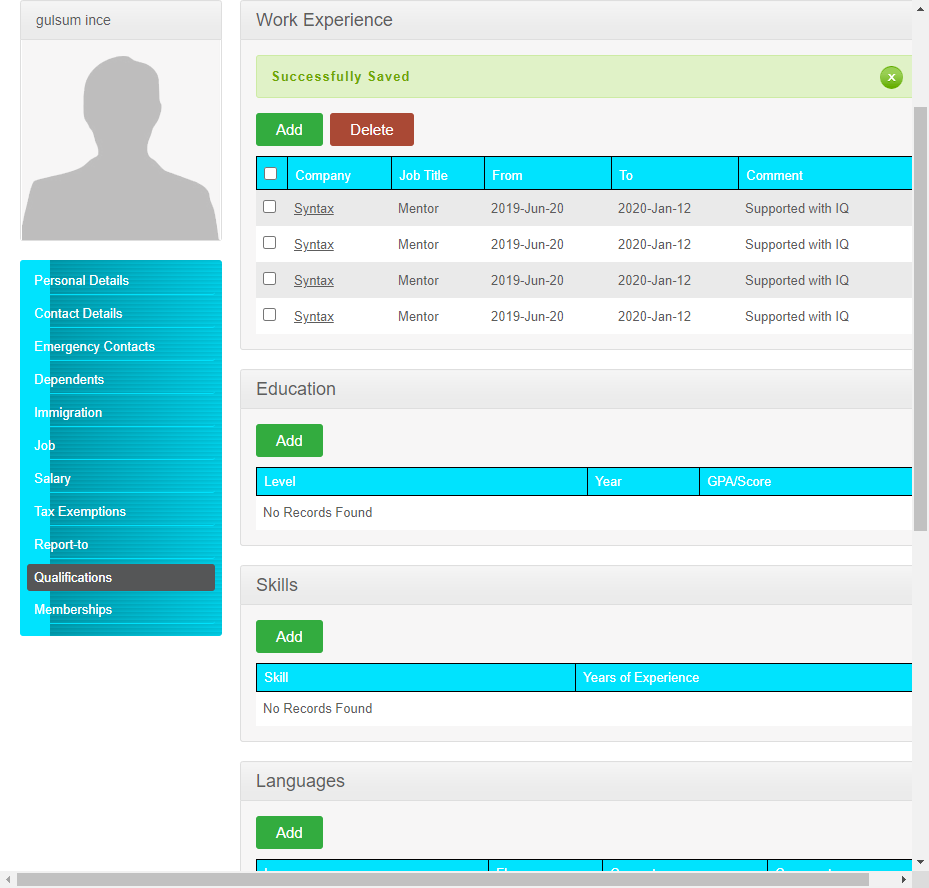 gulsum ince
Personal Details
Contact Details
Emergency Contacts
Dependents
Immigration
Job
Salary
Tax Exemptions
Report-to
Qualifications
Memberships
Work Experience
Successfully Saved
x
Add Delete
Company Job Title From To Comment
Syntax Mentor 2019-Jun-20 2020-Jan-12 Supported with IQ
Syntax Mentor 2019-Jun-20 2020-Jan-12 Supported with IQ
Syntax Mentor 2019-Jun-20 2020-Jan-12 Supported with IQ
Syntax Mentor 2019-Jun-20 2020-Jan-12 Supported with IQ
Education
Add
Level Year GPA/Score
No Records Found
Skills
Add
Skill Years of Experience
No Records Found
Languages
Add